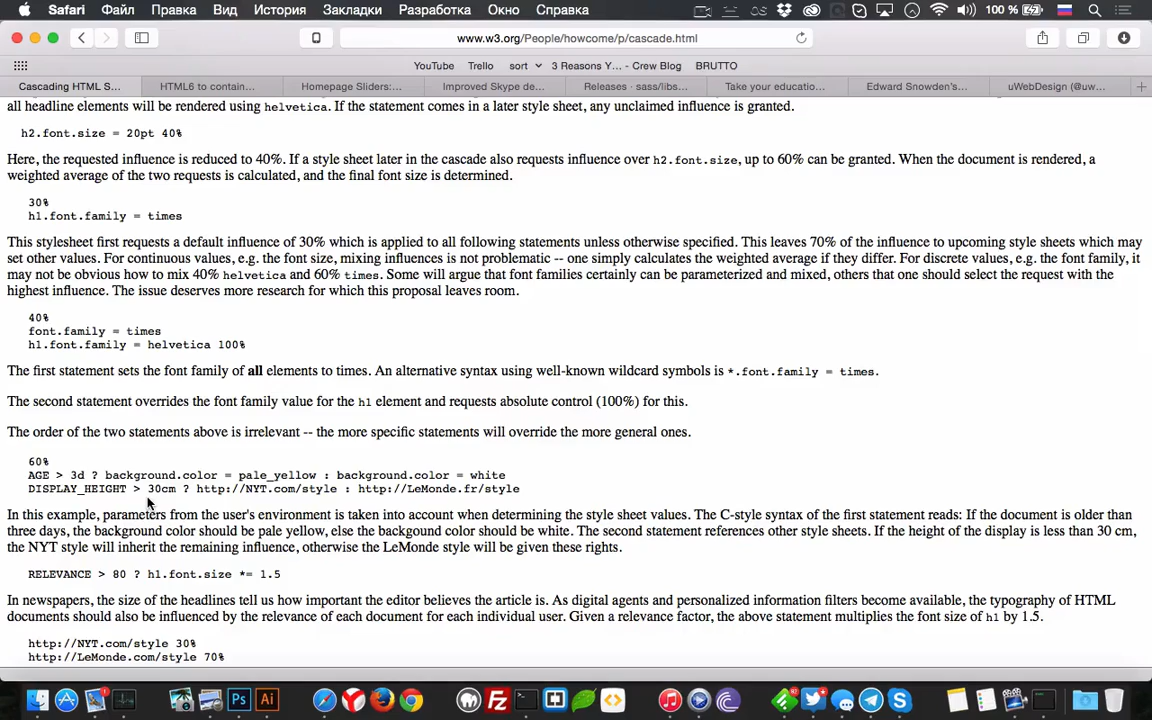 Safari Файл Правка Вид История Закладки Разработка Окно Справка 100 %
www.w3.org/People/howcome/p/cascade.html
YouTube Trello sort 3 Reasons Y... - Crew Blog BRUTTO
Cascading HTML S... HTML6 to contain... Homepage Sliders:... Improved Skype de... Releases · sass/libs... Take your educatio... Edward Snowden's... uWebDesign (@uw...
all headline elements will be rendered using helvetica. If the statement comes in a later style sheet, any unclaimed influence is granted.
h2.font.size = 20pt 40%
Here, the requested influence is reduced to 40%. If a style sheet later in the cascade also requests influence over h2.font.size, up to 60% can be granted. When the document is rendered, a
weighted average of the two requests is calculated, and the final font size is determined.
30%
h1.font.family = times
This stylesheet first requests a default influence of 30% which is applied to all following statements unless otherwise specified. This leaves 70% of the influence to upcoming style sheets which may
set other values. For continuous values, e.g. the font size, mixing influences is not problematic -- one simply calculates the weighted average if they differ. For discrete values, e.g. the font family, it
may not be obvious how to mix 40% helvetica and 60% times. Some will argue that font families certainly can be parameterized and mixed, others that one should select the request with the
highest influence. The issue deserves more research for which this proposal leaves room.
40%
font.family = times
h1.font.family = helvetica 100%
The first statement sets the font family of all elements to times. An alternative syntax using well-known wildcard symbols is *.font.family = times.
The second statement overrides the font family value for the h1 element and requests absolute control (100%) for this.
The order of the two statements above is irrelevant -- the more specific statements will override the more general ones.
60%
AGE > 3d ? background.color = pale_yellow : background.color = white
DISPLAY_HEIGHT > 30cm ? http://NYT.com/style : http://LeMonde.fr/style
In this example, parameters from the user's environment is taken into account when determining the style sheet values. The C-style syntax of the first statement reads: If the document is older than
three days, the background color should be pale yellow, else the backgound color should be white. The second statement references other style sheets. If the height of the display is less than 30 cm,
the NYT style will inherit the remaining influence, otherwise the LeMonde style will be given these rights.
RELEVANCE > 80 ? h1.font.size *= 1.5
In newspapers, the size of the headlines tell us how important the editor believes the article is. As digital agents and personalized information filters become available, the typography of HTML
documents should also be influenced by the relevance of each document for each individual user. Given a relevance factor, the above statement multiplies the font size of h1 by 1.5.
http://NYT.com/style 30%
http://LeMonde.com/style 70%
Ps Ai Fz